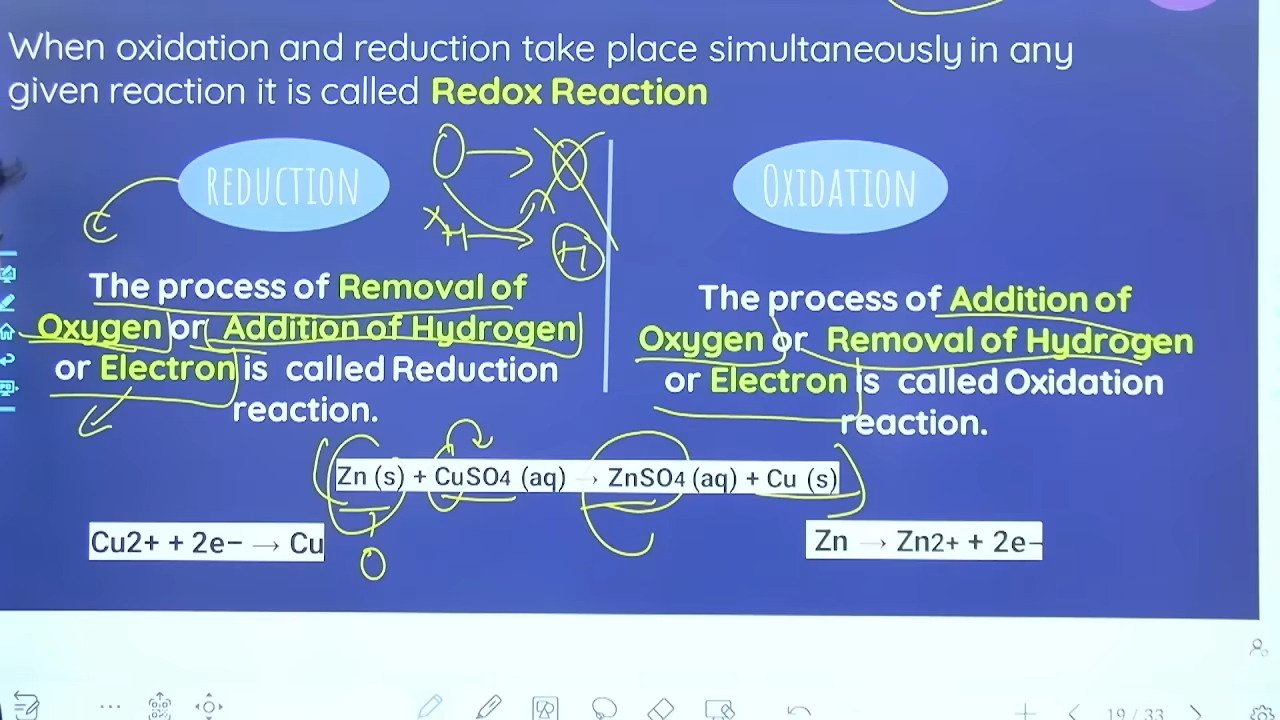 When oxidation and reduction take place simultaneously in any
given reaction it is called Redox Reaction
REDUCTION
OXIDATION
The process of Removal of
Oxygen or Addition of Hydrogen
or Electron is called Reduction
reaction.
The process of Addition of
Oxygen or Removal of Hydrogen
or Electron is called Oxidation
reaction.
Zn (s) + CuSO4 (aq) → ZnSO4 (aq) + Cu (s)
Cu2+ + 2e− → Cu
Zn → Zn2+ + 2e−
O
H
H
O
19 / 33